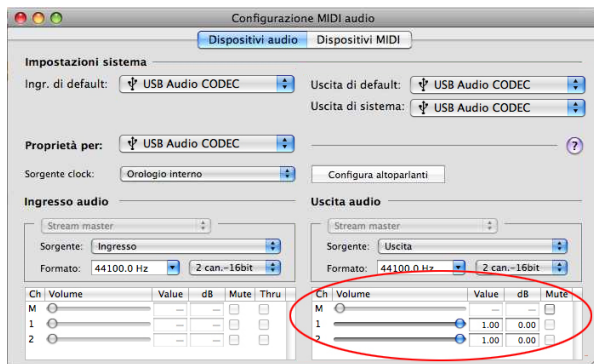 Configurazione MIDI audio
Dispositivi audio Dispositivi MIDI
Impostazioni sistema
Ingr. di default: USB Audio CODEC Uscita di default: USB Audio CODEC
Uscita di sistema: USB Audio CODEC
Proprietà per: USB Audio CODEC ?
Sorgente clock: Orologio interno Configura altoparlanti
Ingresso audio Uscita audio
Stream master Stream master
Sorgente: Ingresso Sorgente: Uscita
Formato: 44100.0 Hz 2 can.-16bit Formato: 44100.0 Hz 2 can.-16bit
Ch Volume Value dB Mute Thru Ch Volume Value dB Mute
M — — M — —
1 — — 1 1.00 0.00
2 — — 2 1.00 0.00